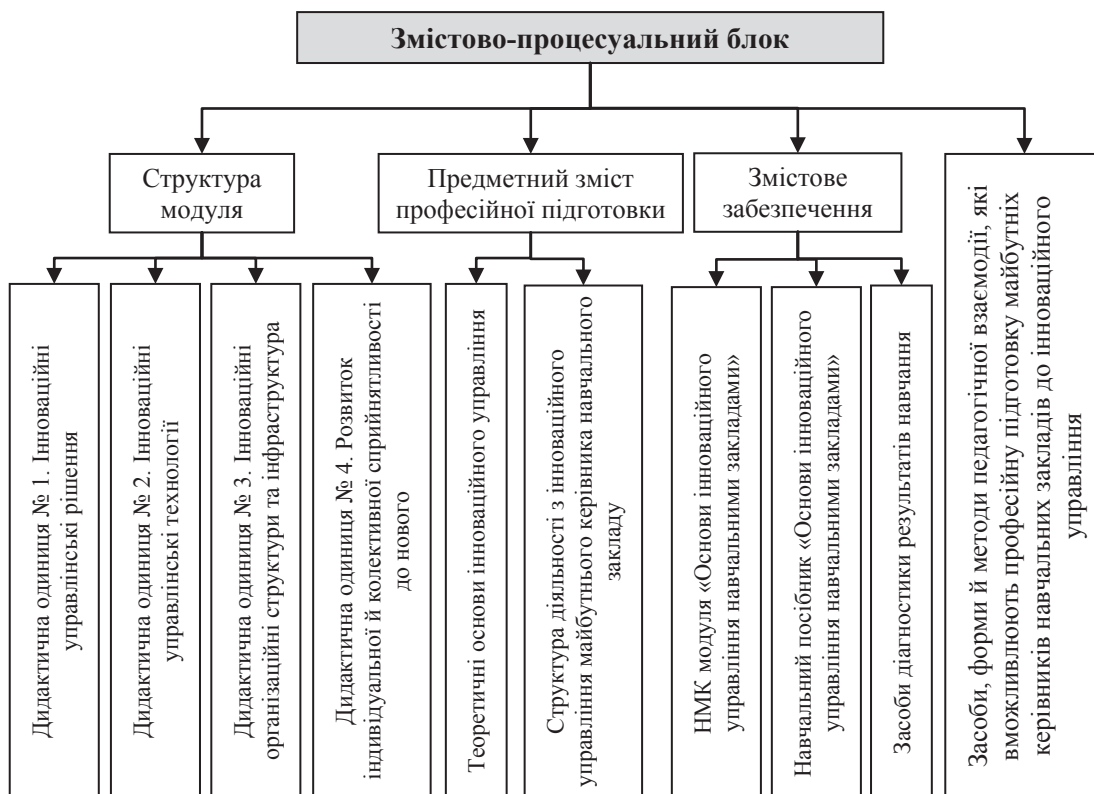 Змістово-процесуальний блок
Структура
модуля
Предметний зміст
професійної підготовки
Змістове
забезпечення
Засоби, форми й методи педагогічної взаємодії, які
вможливлюють професійну підготовку майбутніх
керівників навчальних закладів до інноваційного
управління
Дидактична одиниця № 1. Інноваційні
управлінські рішення
Дидактична одиниця № 2. Інноваційні
управлінські технології
Дидактична одиниця № 3. Інноваційні
організаційні структури та інфраструктура
Дидактична одиниця № 4. Розвиток
індивідуальної й колективної сприйнятливості
до нового
Теоретичні основи інноваційного управління
Структура діяльності з інноваційного
управління майбутнього керівника навчального
закладу
НМК модуля «Основи інноваційного
управління навчальними закладами»
Навчальний посібник «Основи інноваційного
управління навчальними закладами»
Засоби діагностики результатів навчання